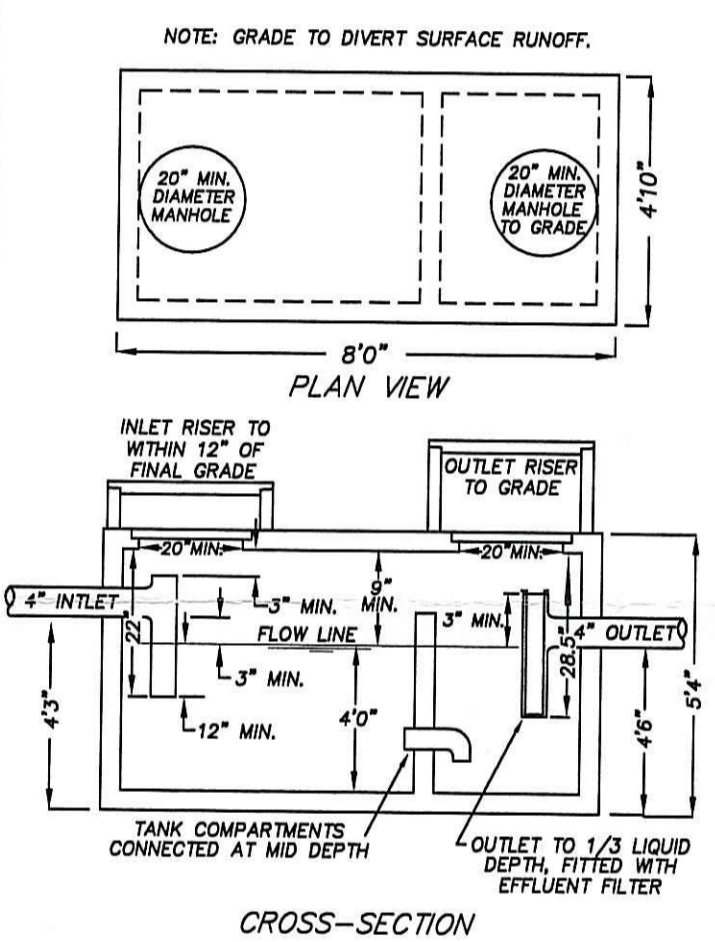 NOTE: GRADE TO DIVERT SURFACE RUNOFF.
20" MIN.
DIAMETER
MANHOLE
20" MIN.
DIAMETER
MANHOLE
TO GRADE
4'10"
8'0"
PLAN VIEW
INLET RISER TO
WITHIN 12" OF
FINAL GRADE
OUTLET RISER
TO GRADE
20" MIN.
20" MIN.
4" INLET
22"
3" MIN.
9"
MIN.
3" MIN.
FLOW LINE
28.5"
4" OUTLET
3" MIN.
12" MIN.
4'0"
4'3"
4'6"
5'4"
TANK COMPARTMENTS
CONNECTED AT MID DEPTH
OUTLET TO 1/3 LIQUID
DEPTH, FITTED WITH
EFFLUENT FILTER
CROSS-SECTION